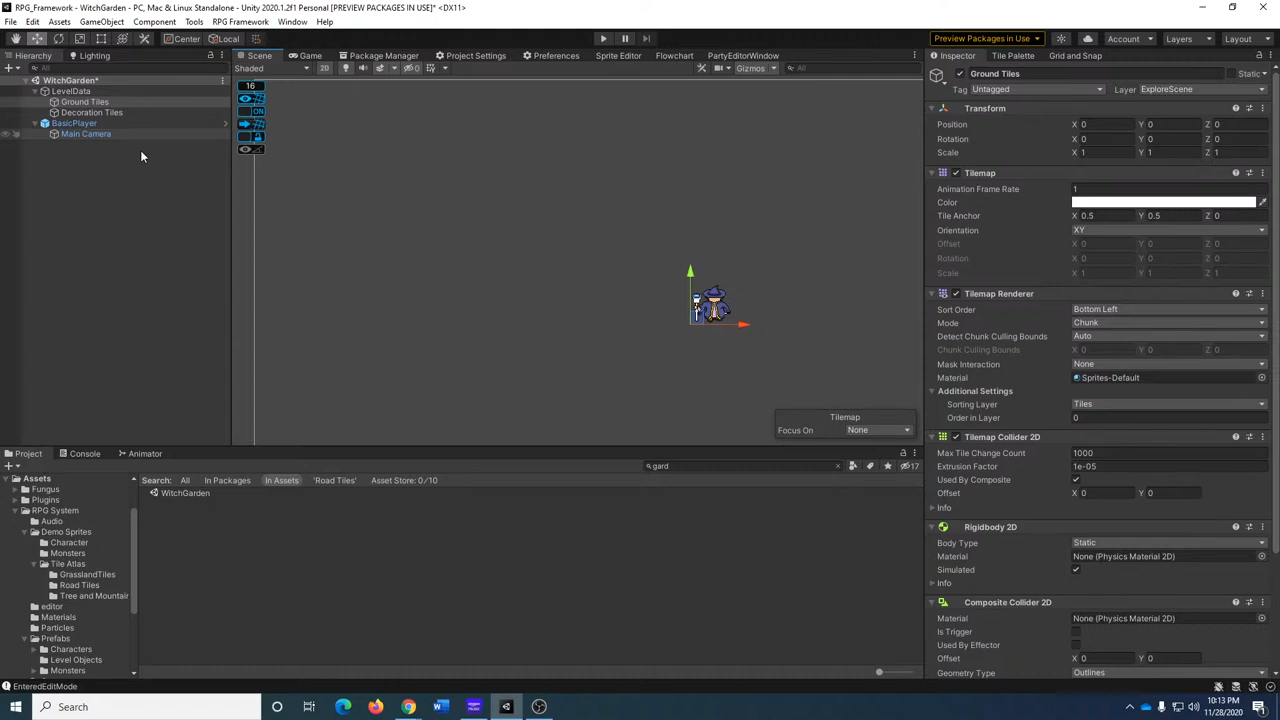 RPG_Framework - WitchGarden - PC, Mac & Linux Standalone - Unity 2020.1.2f1 Personal [PREVIEW PACKAGES IN USE]* <DX11>
File Edit Assets GameObject Component Tools RPG Framework Window Help
Center Local Preview Packages in Use Account Layers Layout
Hierarchy Lighting Scene Game Package Manager Project Settings Preferences Flowchart PartyEditorWindow Inspector Tile Palette Grid and Snap
All Shaded 2D 0 Gizmos All
WitchGarden*
LevelData
Ground Tiles
Decoration Tiles
BasicPlayer
Main Camera
16
ON
Tilemap
Focus On None
Ground Tiles Static
Tag Untagged Layer ExploreScene
Transform
Position X 0 Y 0 Z 0
Rotation X 0 Y 0 Z 0
Scale X 1 Y 1 Z 1
Tilemap
Animation Frame Rate 1
Color
Tile Anchor X 0.5 Y 0.5 Z 0
Orientation XY
Offset X 0 Y 0 Z 0
Rotation X 0 Y 0 Z 0
Scale X 1 Y 1 Z 1
Tilemap Renderer
Sort Order Bottom Left
Mode Chunk
Detect Chunk Culling Bounds Auto
Chunk Culling Bounds X 0 Y 0 Z 0
Mask Interaction None
Material Sprites-Default
Additional Settings
Sorting Layer Tiles
Order in Layer 0
Tilemap Collider 2D
Max Tile Change Count 1000
Extrusion Factor 1e-05
Used By Composite
Offset X 0 Y 0
Info
Rigidbody 2D
Body Type Static
Material None (Physics Material 2D)
Simulated
Info
Composite Collider 2D
Material None (Physics Material 2D)
Is Trigger
Used By Effector
Offset X 0 Y 0
Geometry Type Outlines
Project Console Animator
gard 17
Search: All In Packages In Assets 'Road Tiles' Asset Store: 0/10
WitchGarden
Assets
Fungus
Plugins
RPG System
Audio
Demo Sprites
Character
Monsters
Tile Atlas
GrasslandTiles
Road Tiles
Tree and Mountain
editor
Materials
Particles
Prefabs
Characters
Level Objects
Monsters
EnteredEditMode
Search
10:13 PM
11/28/2020